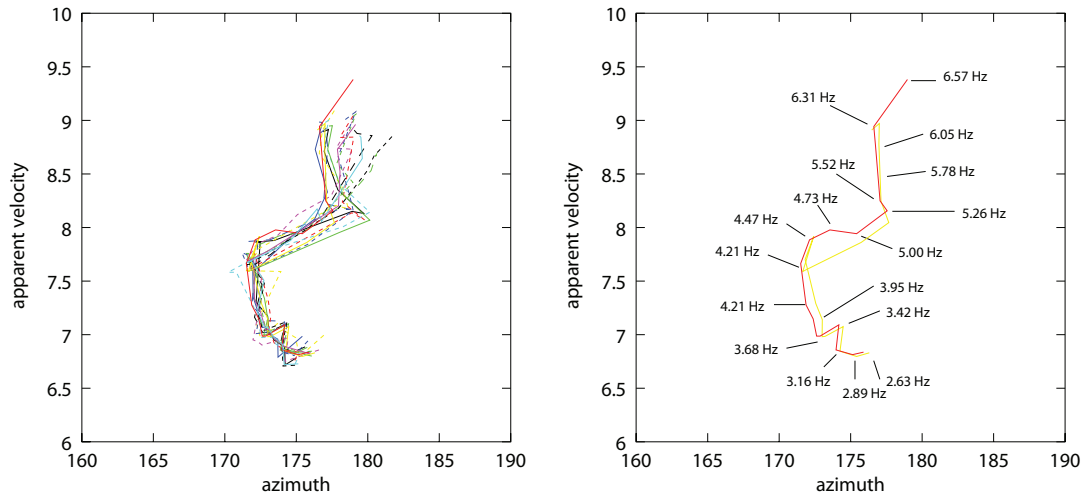 10
9.5
9
8.5
8
7.5
7
6.5
6
apparent velocity
160 165 170 175 180 185 190
azimuth
10
9.5
9
8.5
8
7.5
7
6.5
6
apparent velocity
6.57 Hz
6.31 Hz
6.05 Hz
5.78 Hz
5.52 Hz
4.73 Hz
5.26 Hz
4.47 Hz
5.00 Hz
4.21 Hz
3.95 Hz
4.21 Hz
3.42 Hz
3.68 Hz
3.16 Hz
2.63 Hz
2.89 Hz
160 165 170 175 180 185 190
azimuth